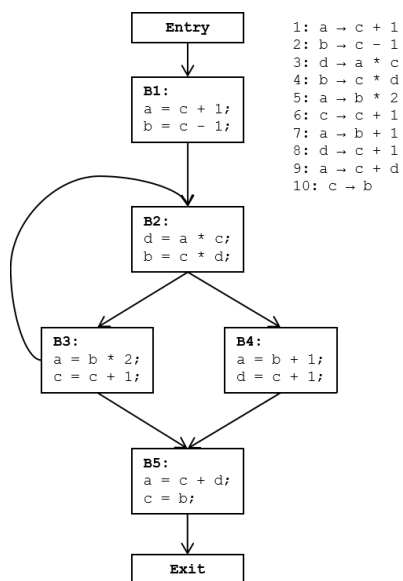 Entry
B1:
a = c + 1;
b = c - 1;
B2:
d = a * c;
b = c * d;
B3:
a = b * 2;
c = c + 1;
B4:
a = b + 1;
d = c + 1;
B5:
a = c + d;
c = b;
Exit
1: a → c + 1
2: b → c - 1
3: d → a * c
4: b → c * d
5: a → b * 2
6: c → c + 1
7: a → b + 1
8: d → c + 1
9: a → c + d
10: c → b